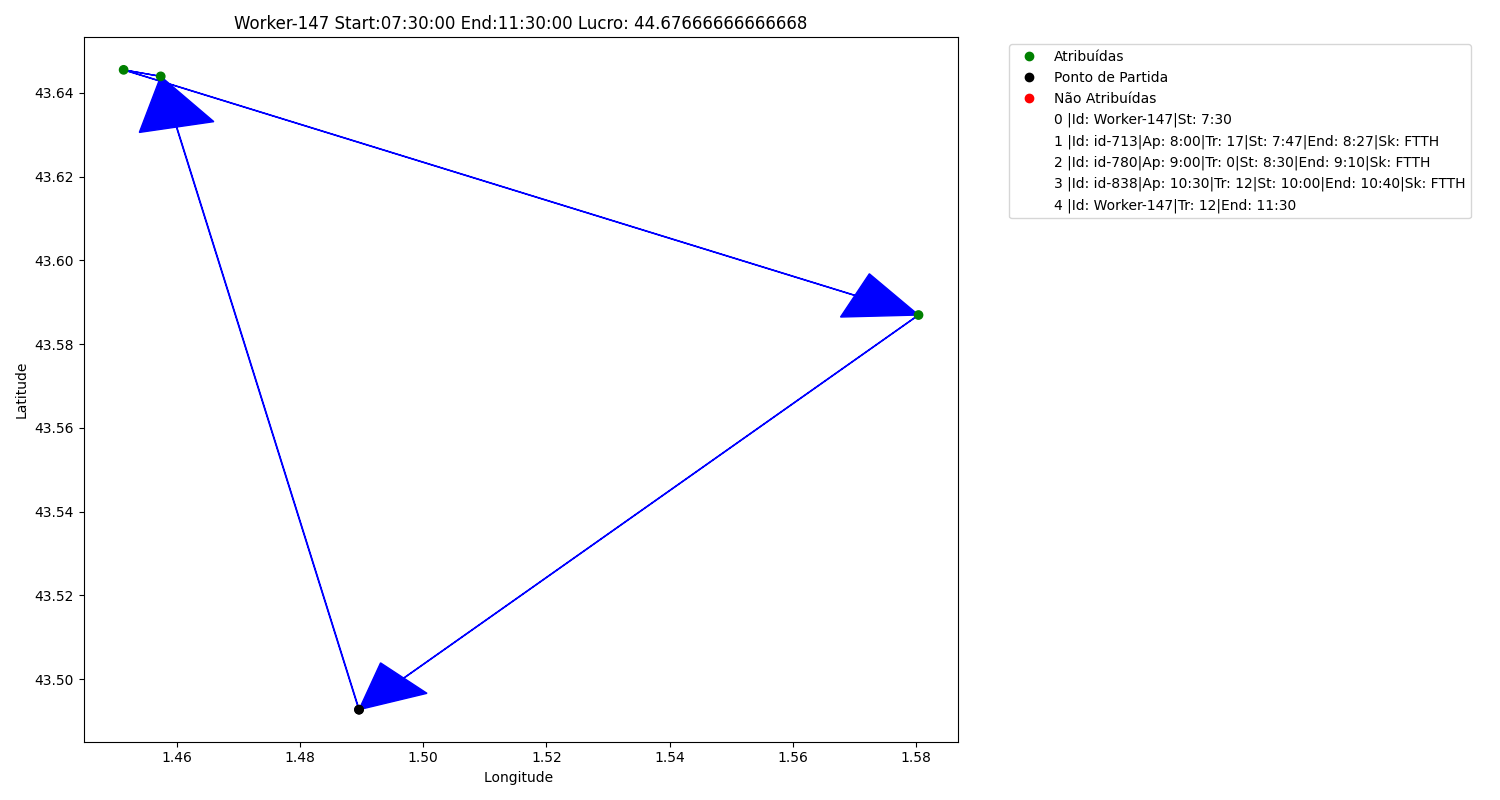 Worker-147 Start:07:30:00 End:11:30:00 Lucro: 44.67666666666668
43.64
43.62
43.60
43.58
43.56
43.54
43.52
43.50
Latitude
1.46 1.48 1.50 1.52 1.54 1.56 1.58
Longitude
Atribuídas
Ponto de Partida
Não Atribuídas
0 |Id: Worker-147|St: 7:30
1 |Id: id-713|Ap: 8:00|Tr: 17|St: 7:47|End: 8:27|Sk: FTTH
2 |Id: id-780|Ap: 9:00|Tr: 0|St: 8:30|End: 9:10|Sk: FTTH
3 |Id: id-838|Ap: 10:30|Tr: 12|St: 10:00|End: 10:40|Sk: FTTH
4 |Id: Worker-147|Tr: 12|End: 11:30